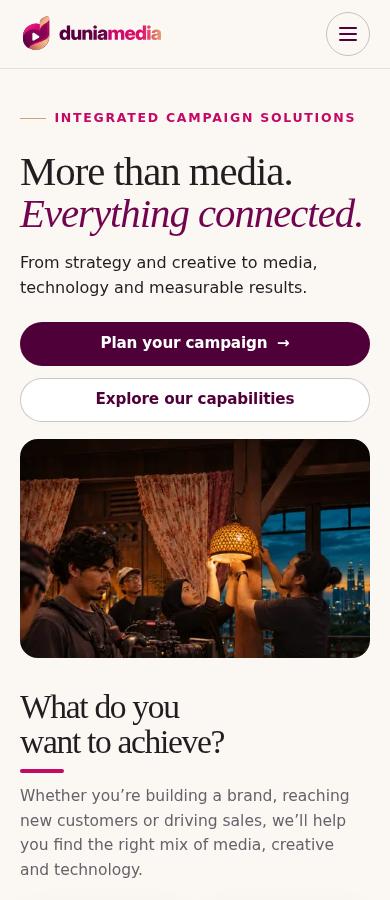 duniamedia
INTEGRATED CAMPAIGN SOLUTIONS
More than media.
Everything connected.
From strategy and creative to media,
technology and measurable results.
Plan your campaign →
Explore our capabilities
What do you
want to achieve?
Whether you’re building a brand, reaching
new customers or driving sales, we’ll help
you find the right mix of media, creative
and technology.